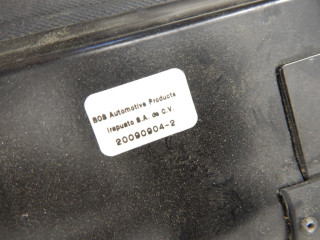 BOS Automotive Products
Irapuato S.A. de C.V.
20090904-2